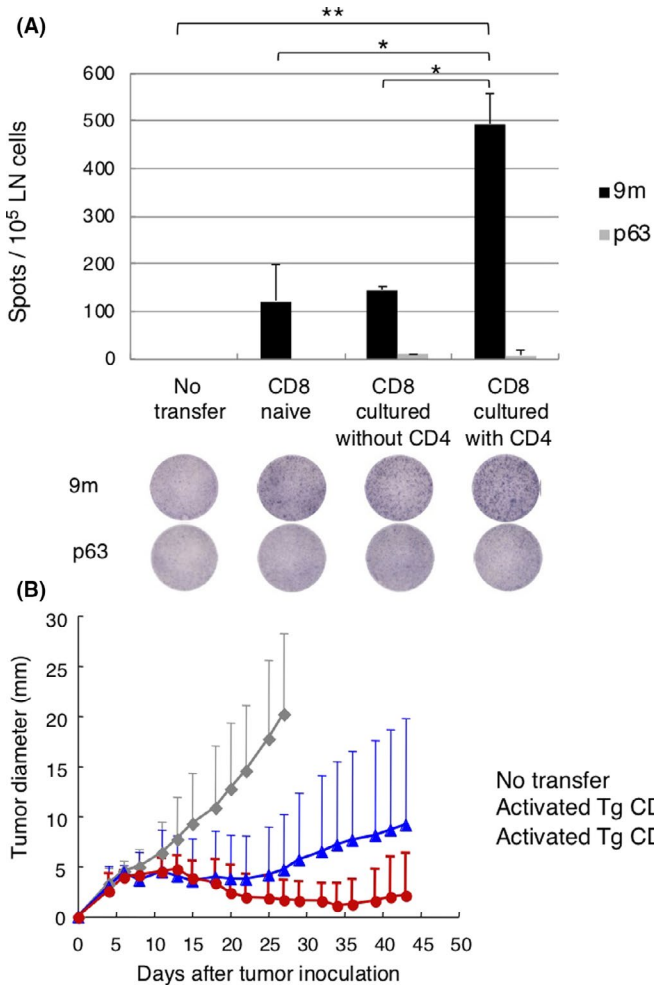 (A)
**
*
*
600
500
400
300
200
100
0
Spots / 10⁵ LN cells
9m
p63
No transfer
CD8 naive
CD8 cultured without CD4
CD8 cultured with CD4
9m
p63
(B)
30
25
20
15
10
5
0
Tumor diameter (mm)
0 5 10 15 20 25 30 35 40 45 50
Days after tumor inoculation
No transfer
Activated Tg CD
Activated Tg CD